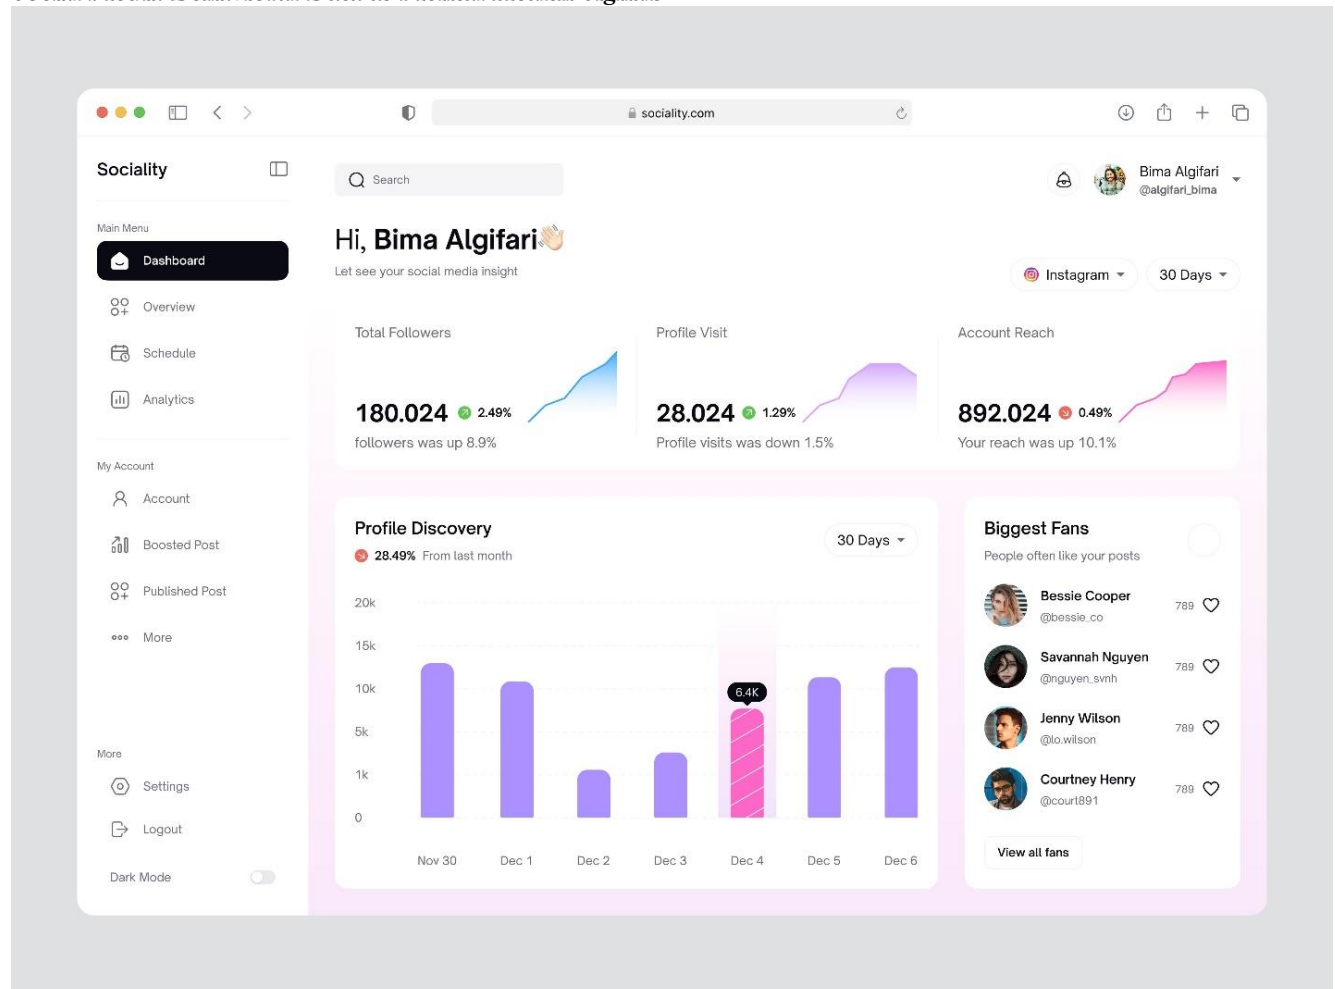 sociality.com
Sociality
Search
Bima Algifari
@algifari_bima
Main Menu
Dashboard
Overview
Schedule
Analytics
My Account
Account
Boosted Post
Published Post
More
More
Settings
Logout
Dark Mode
Hi, Bima Algifari👋🏻
Let see your social media insight
Instagram
30 Days
Total Followers
180.024 2.49%
followers was up 8.9%
Profile Visit
28.024 1.29%
Profile visits was down 1.5%
Account Reach
892.024 0.49%
Your reach was up 10.1%
Profile Discovery
28.49% From last month
30 Days
20k
15k
10k
5k
1k
0
6.4K
Nov 30 Dec 1 Dec 2 Dec 3 Dec 4 Dec 5 Dec 6
Biggest Fans
People often like your posts
Bessie Cooper
@bessie_co
789
Savannah Nguyen
@nguyen_svnh
789
Jenny Wilson
@lo.wilson
789
Courtney Henry
@court891
789
View all fans